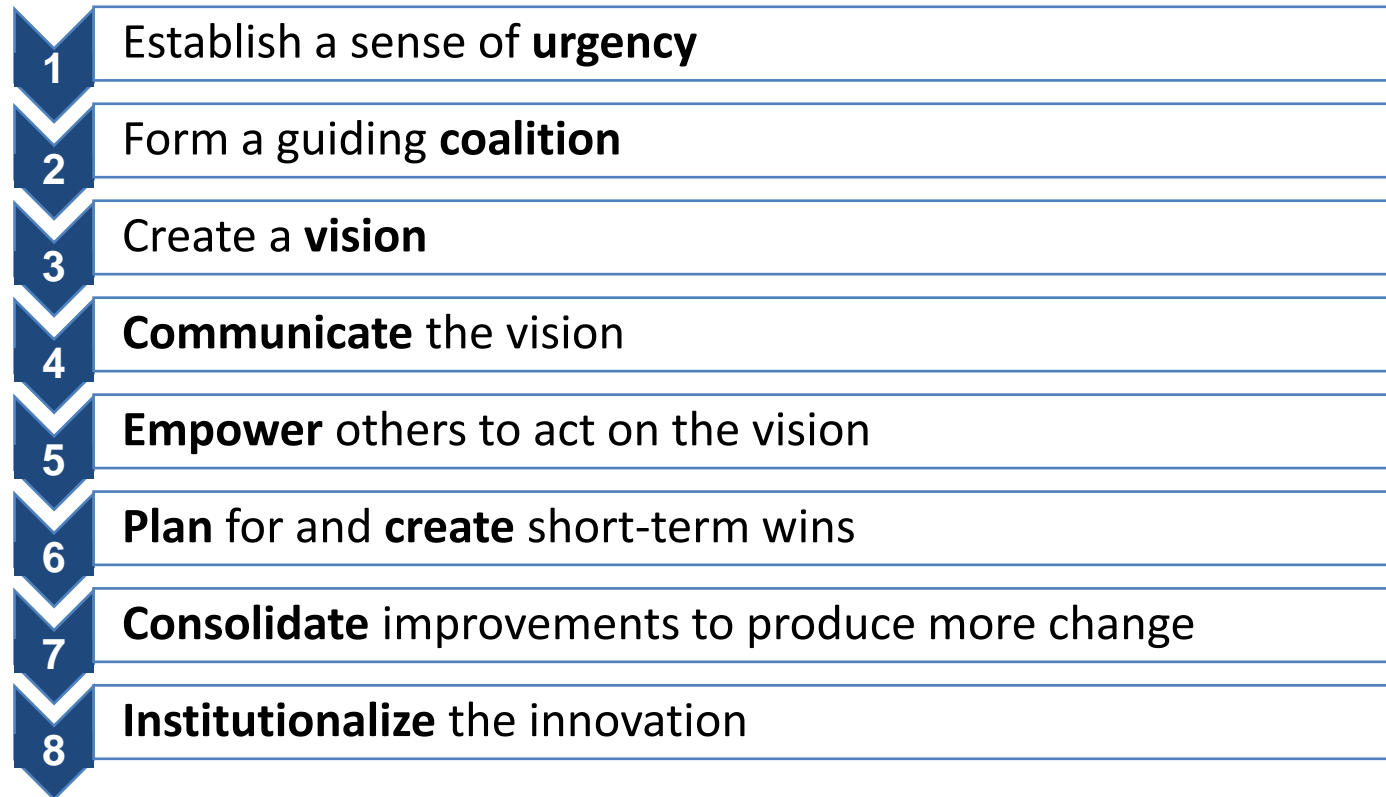 1 Establish a sense of urgency
2 Form a guiding coalition
3 Create a vision
4 Communicate the vision
5 Empower others to act on the vision
6 Plan for and create short-term wins
7 Consolidate improvements to produce more change
8 Institutionalize the innovation